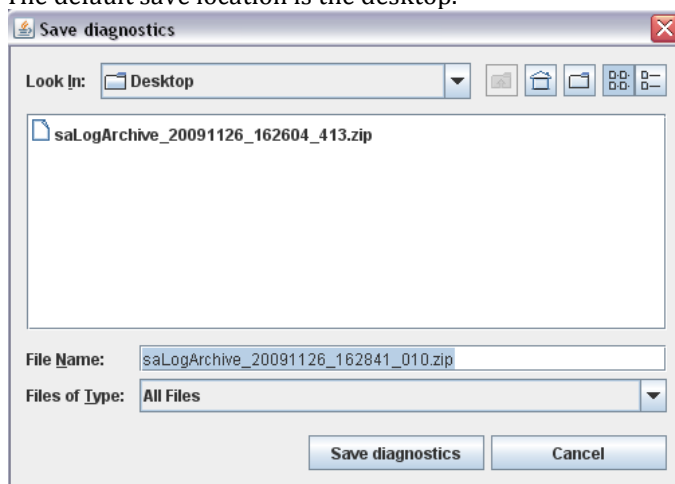 The default save location is the desktop.
Save diagnostics
Look In: Desktop
saLogArchive_20091126_162604_413.zip
File Name: saLogArchive_20091126_162841_010.zip
Files of Type: All Files
Save diagnostics Cancel